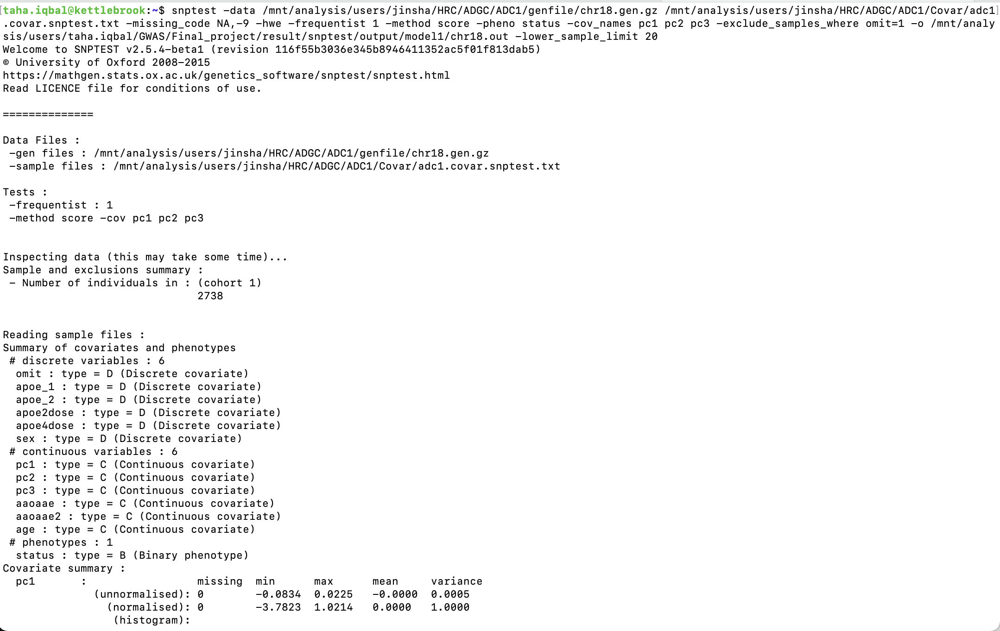 [taha.iqbal@kettlebrook:~$ snptest -data /mnt/analysis/users/jinsha/HRC/ADGC/ADC1/genfile/chr18.gen.gz /mnt/analysis/users/jinsha/HRC/ADGC/ADC1/Covar/adc1]
.covar.snptest.txt -missing_code NA,-9 -hwe -frequentist 1 -method score -pheno status -cov_names pc1 pc2 pc3 -exclude_samples_where omit=1 -o /mnt/analy
sis/users/taha.iqbal/GWAS/Final_project/result/snptest/output/model1/chr18.out -lower_sample_limit 20
Welcome to SNPTEST v2.5.4-beta1 (revision 116f55b3036e345b8946411352ac5f01f813dab5)
© University of Oxford 2008-2015
https://mathgen.stats.ox.ac.uk/genetics_software/snptest/snptest.html
Read LICENCE file for conditions of use.
==============
Data Files :
-gen files : /mnt/analysis/users/jinsha/HRC/ADGC/ADC1/genfile/chr18.gen.gz
-sample files : /mnt/analysis/users/jinsha/HRC/ADGC/ADC1/Covar/adc1.covar.snptest.txt
Tests :
-frequentist : 1
-method score -cov pc1 pc2 pc3
Inspecting data (this may take some time)...
Sample and exclusions summary :
- Number of individuals in : (cohort 1)
2738
Reading sample files :
Summary of covariates and phenotypes
# discrete variables : 6
omit : type = D (Discrete covariate)
apoe_1 : type = D (Discrete covariate)
apoe_2 : type = D (Discrete covariate)
apoe2dose : type = D (Discrete covariate)
apoe4dose : type = D (Discrete covariate)
sex : type = D (Discrete covariate)
# continuous variables : 6
pc1 : type = C (Continuous covariate)
pc2 : type = C (Continuous covariate)
pc3 : type = C (Continuous covariate)
aaoaae : type = C (Continuous covariate)
aaoaae2 : type = C (Continuous covariate)
age : type = C (Continuous covariate)
# phenotypes : 1
status : type = B (Binary phenotype)
Covariate summary :
pc1 : missing min max mean variance
(unnormalised): 0 -0.0834 0.0225 -0.0000 0.0005
(normalised): 0 -3.7823 1.0214 0.0000 1.0000
(histogram):